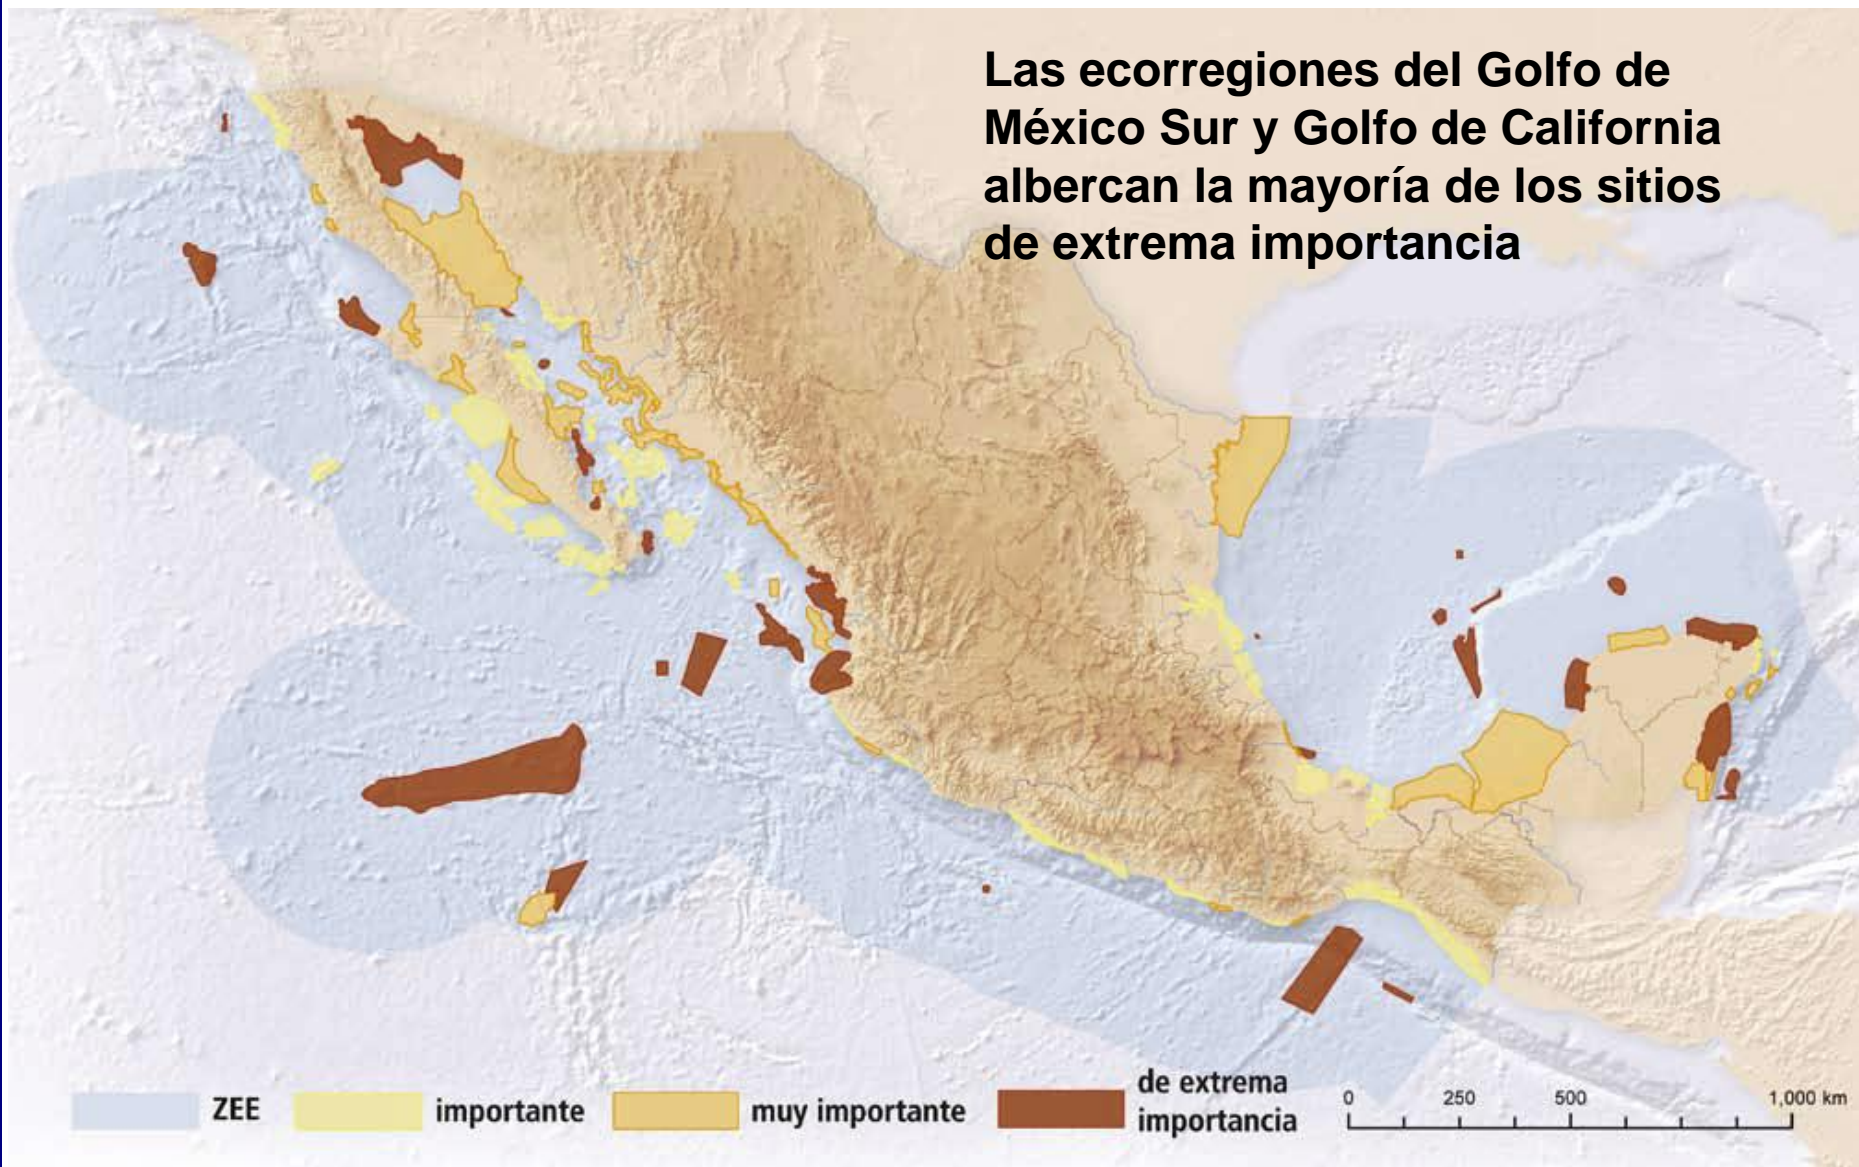 Las ecorregiones del Golfo de
México Sur y Golfo de California
albercan la mayoría de los sitios
de extrema importancia
ZEE
importante
muy importante
de extrema
importancia
0 250 500 1,000 km